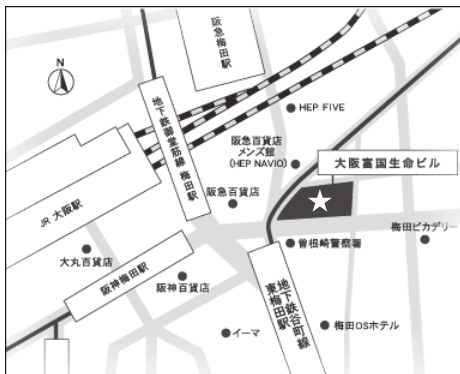 N
阪急梅田駅
地下鉄御堂筋線 梅田駅
HEP FIVE
阪急百貨店
メンズ館
(HEP NAVIO)
大阪富国生命ビル
阪急百貨店
JR 大阪駅
梅田ピカデリー
曽根崎警察署
大丸百貨店
阪神梅田駅
阪神百貨店
地下鉄谷町線
東梅田駅
イーマ
梅田OSホテル